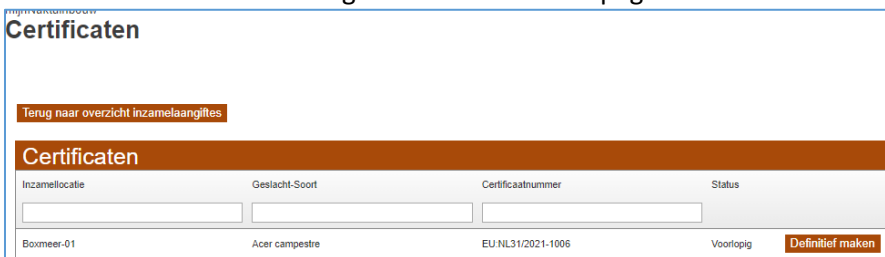 Certificaten
Terug naar overzicht inzamelaangiftes
Certificaten
Inzamellocatie Geslacht-Soort Certificaatnummer Status
Boxmeer-01 Acer campestre EU:NL31/2021-1006 Voorlopig Definitief maken